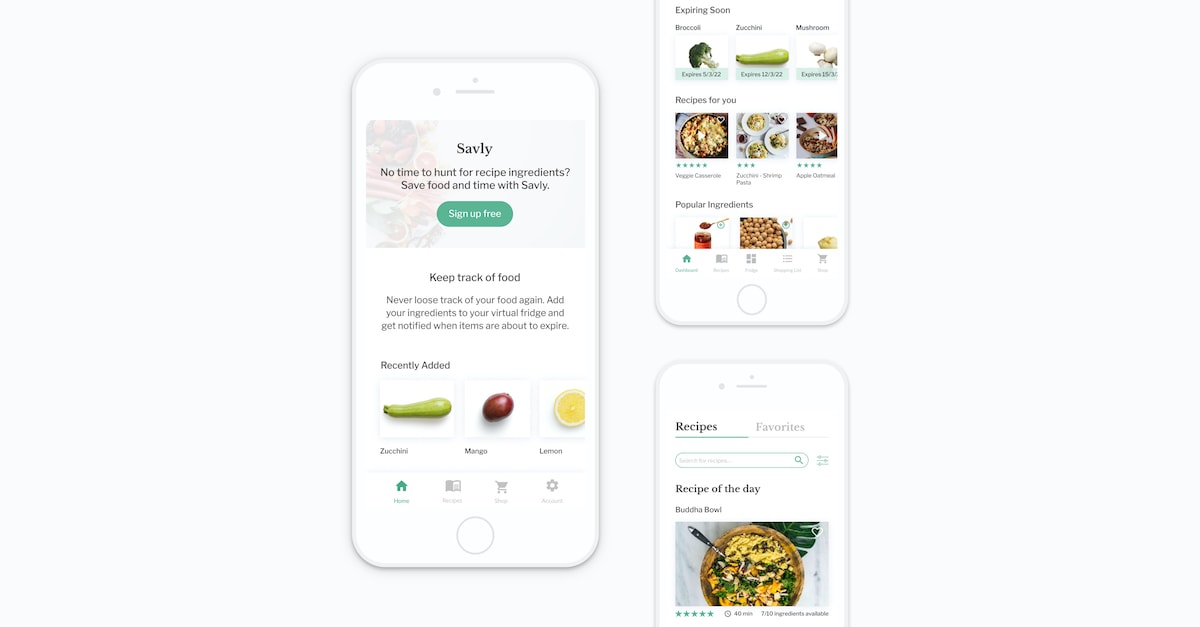 Savly
No time to hunt for recipe ingredients?
Save food and time with Savly.
Sign up free
Keep track of food
Never loose track of your food again. Add
your ingredients to your virtual fridge and
get notified when items are about to expire.
Recently Added
Zucchini Mango Lemon
Home Recipes Shop Account
Expiring Soon
Broccoli Zucchini Mushroom
Expires 5/3/22 Expires 12/3/22 Expires 15/3/
Recipes for you
Veggie Casserole Zucchini - Shrimp Apple Oatmeal
Pasta
Popular Ingredients
Dashboard Recipes Fridge Shopping List Shop
Recipes Favorites
Search for recipes...
Recipe of the day
Buddha Bowl
40 min 7/10 ingredients available